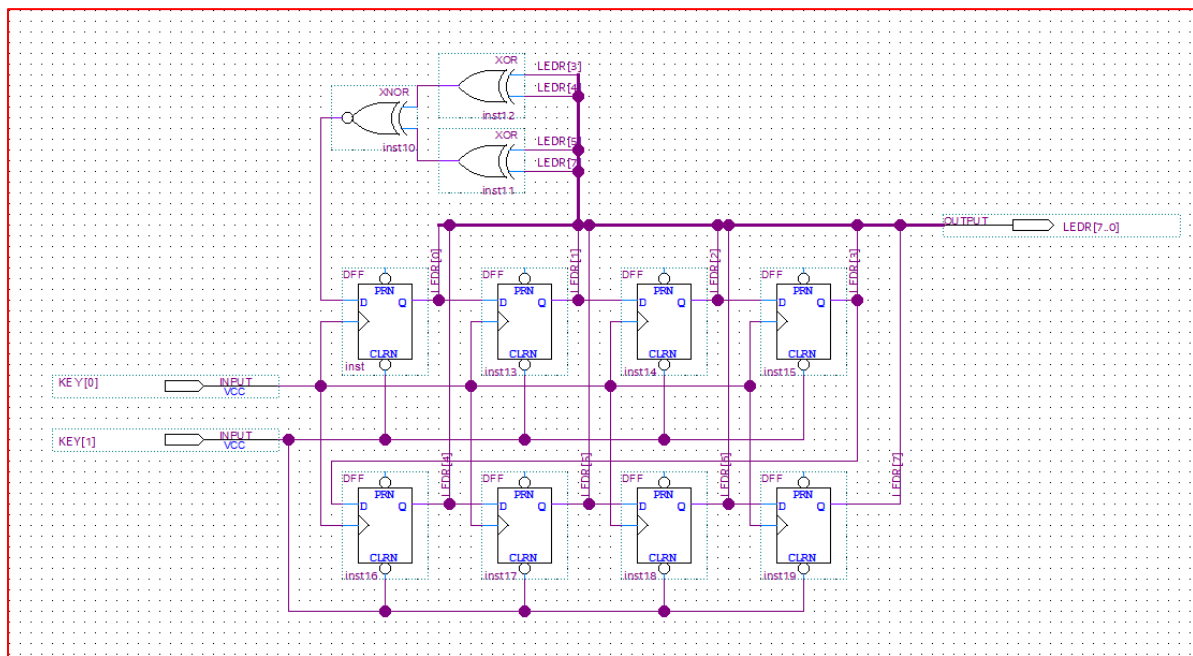 XOR
LEDR[3]
LEDR[4]
inst12
XNOR
inst10
XOR
LEDR[5]
LEDR[7]
inst11
OUTPUT
LEDR[7..0]
LEDR[0]
LEDR[1]
LEDR[2]
LEDR[3]
DFF
PRN
D
Q
CLRN
inst
DFF
PRN
D
Q
CLRN
inst13
DFF
PRN
D
Q
CLRN
inst14
DFF
PRN
D
Q
CLRN
inst15
KEY[0]
INPUT
VCC
KEY[1]
INPUT
VCC
LEDR[4]
LEDR[5]
LEDR[6]
LEDR[7]
DFF
PRN
D
Q
CLRN
inst16
DFF
PRN
D
Q
CLRN
inst17
DFF
PRN
D
Q
CLRN
inst18
DFF
PRN
D
Q
CLRN
inst19